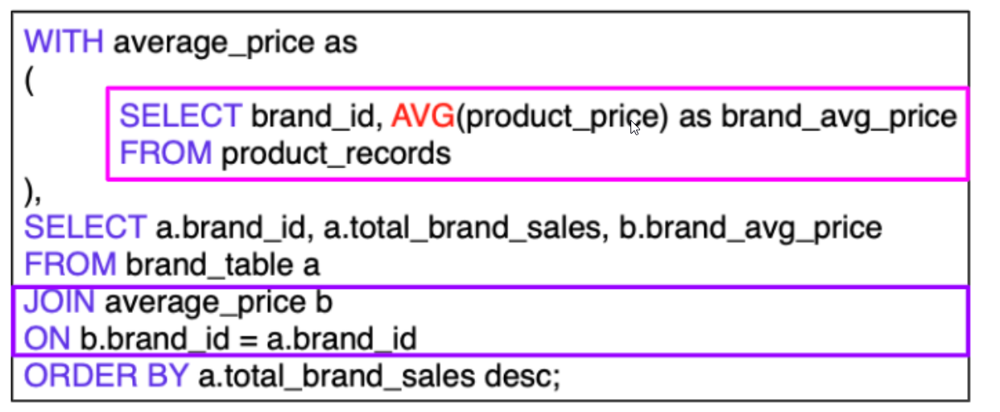 WITH average_price as
(
SELECT brand_id, AVG(product_price) as brand_avg_price
FROM product_records
),
SELECT a.brand_id, a.total_brand_sales, b.brand_avg_price
FROM brand_table a
JOIN average_price b
ON b.brand_id = a.brand_id
ORDER BY a.total_brand_sales desc;